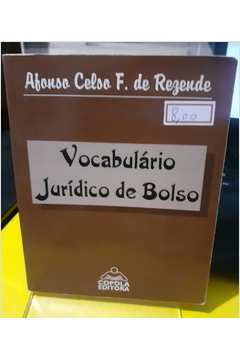 Afonso Celso F. de Rezende
8,00
Vocabulário
Jurídico de Bolso
COPOLA
EDITORA